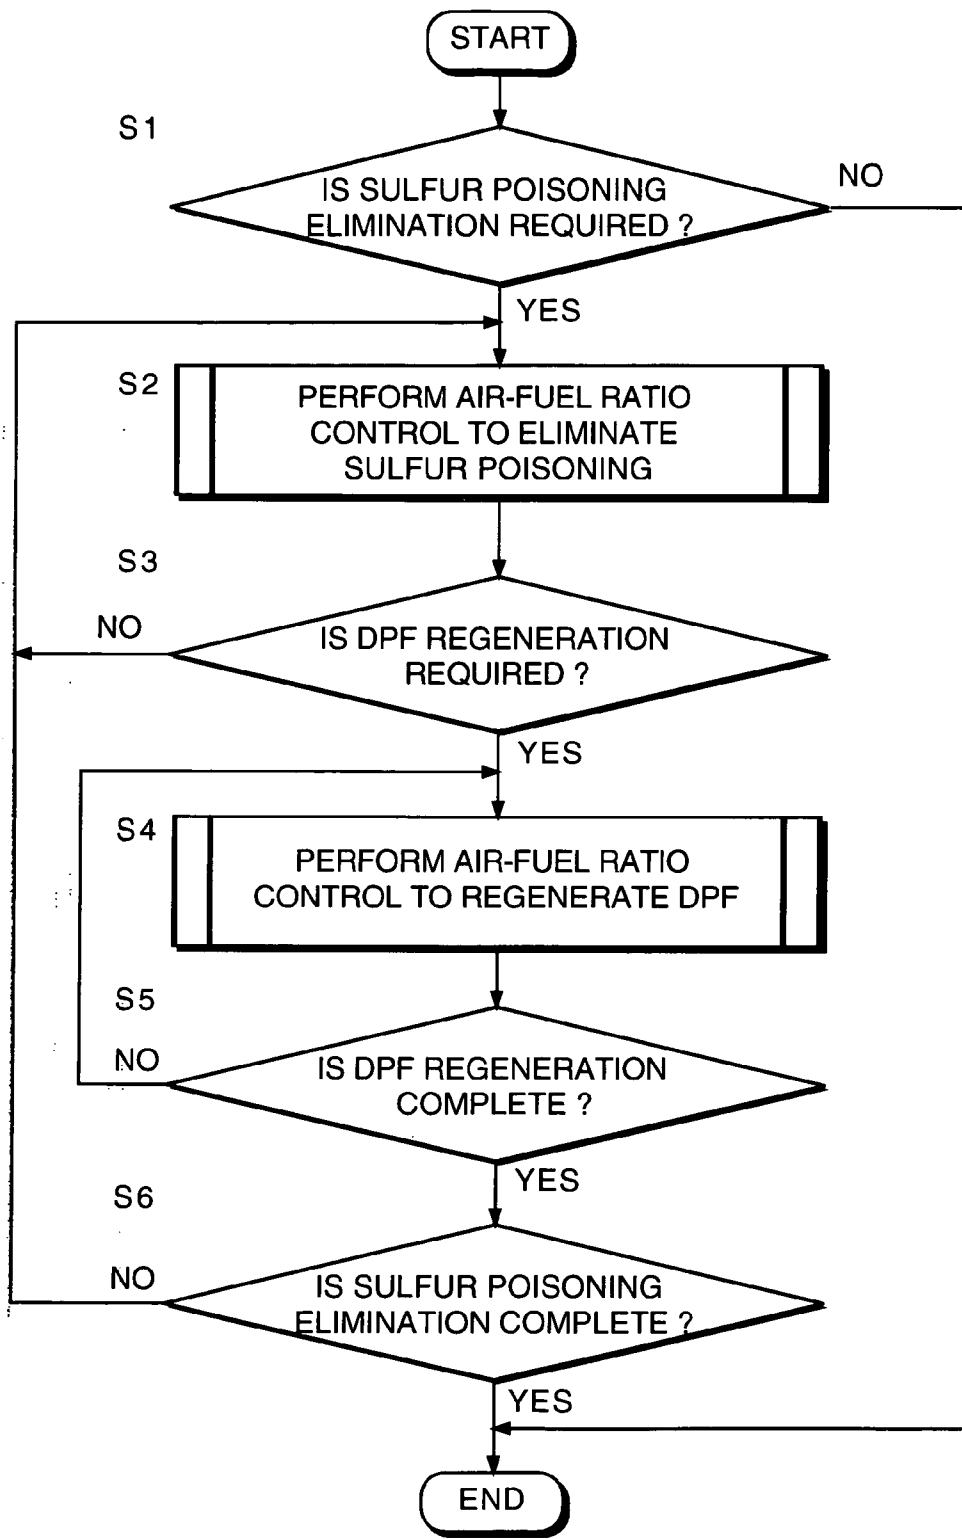 START
S1
IS SULFUR POISONING
ELIMINATION REQUIRED ?
NO
YES
S2
PERFORM AIR-FUEL RATIO
CONTROL TO ELIMINATE
SULFUR POISONING
S3
NO
IS DPF REGENERATION
REQUIRED ?
YES
S4
PERFORM AIR-FUEL RATIO
CONTROL TO REGENERATE DPF
S5
NO
IS DPF REGENERATION
COMPLETE ?
YES
S6
NO
IS SULFUR POISONING
ELIMINATION COMPLETE ?
YES
END